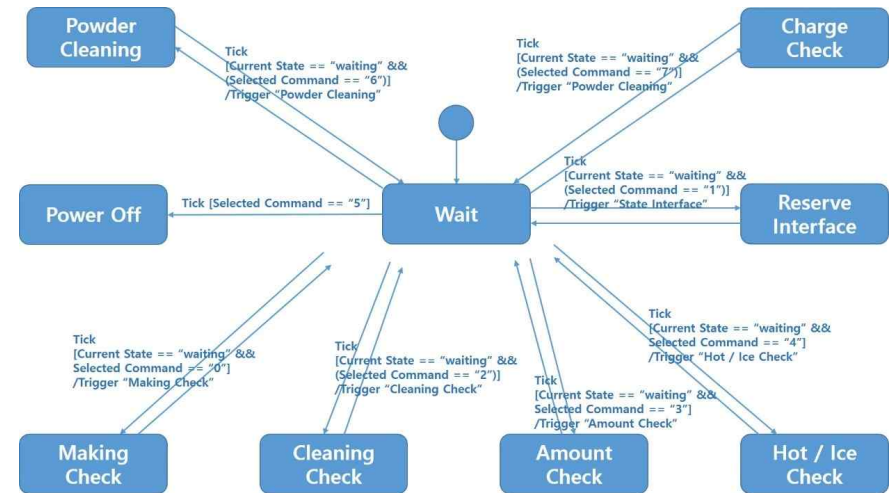 Powder
Cleaning
Tick
[Current State == “waiting” &&
(Selected Command == “6”)]
/Trigger “Powder Cleaning”
Tick
[Current State == “waiting” &&
(Selected Command == “7”)]
/Trigger “Powder Cleaning”
Charge
Check
Power Off
Tick [Selected Command == “5”]
Wait
Tick
[Current State == “waiting” &&
(Selected Command == “1”)]
/Trigger “State Interface”
Reserve
Interface
Tick
[Current State == “waiting” &&
Selected Command == “0”]
/Trigger “Making Check”
Tick
[Current State == “waiting” &&
(Selected Command == “2”)]
/Trigger “Cleaning Check”
Tick
[Current State == “waiting” &&
Selected Command == “3”]
/Trigger “Amount Check”
Tick
[Current State == “waiting” &&
Selected Command == “4”]
/Trigger “Hot / Ice Check”
Making
Check
Cleaning
Check
Amount
Check
Hot / Ice
Check